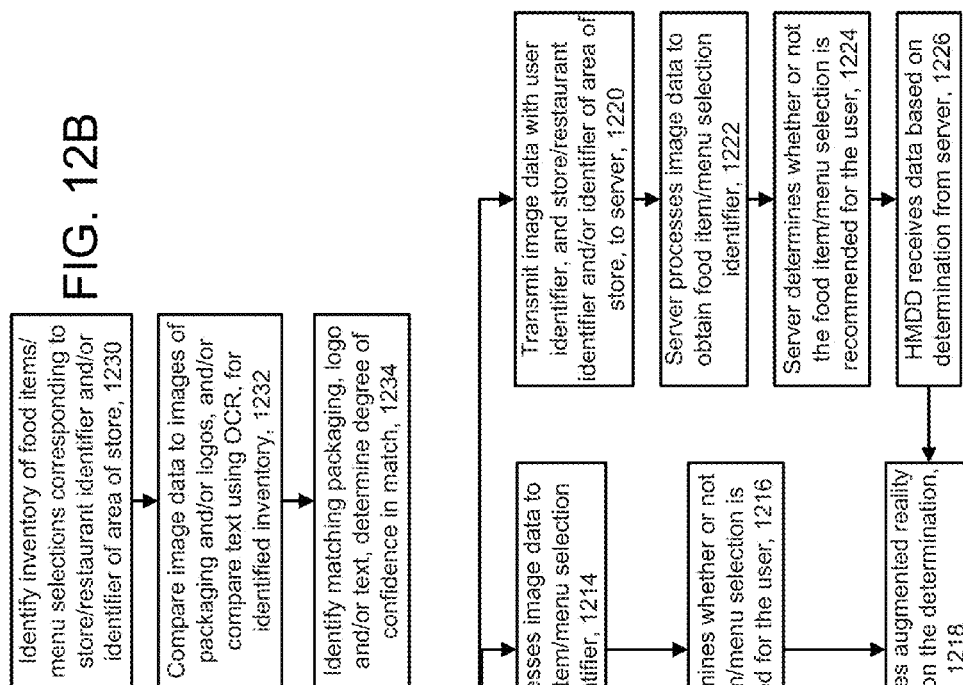 FIG. 12B
Identify inventory of food items/
menu selections corresponding to
store/restaurant identifier and/or
identifier of area of store, 1230
Compare image data to images of
packaging and/or logos, and/or
compare text using OCR, for
identified inventory, 1232
Identify matching packaging, logo
and/or text, determine degree of
confidence in match, 1234
esses image data to
tem/menu selection
ntifier, 1214
mines whether or not
m/menu selection is
ed for the user, 1216
es augmented reality
on the determination,
1218
Transmit image data with user
identifier, and store/restaurant
identifier and/or identifier of area of
store, to server, 1220
Server processes image data to
obtain food item/menu selection
identifier, 1222
Server determines whether or not
the food item/menu selection is
recommended for the user, 1224
HMDD receives data based on
determination from server, 1226